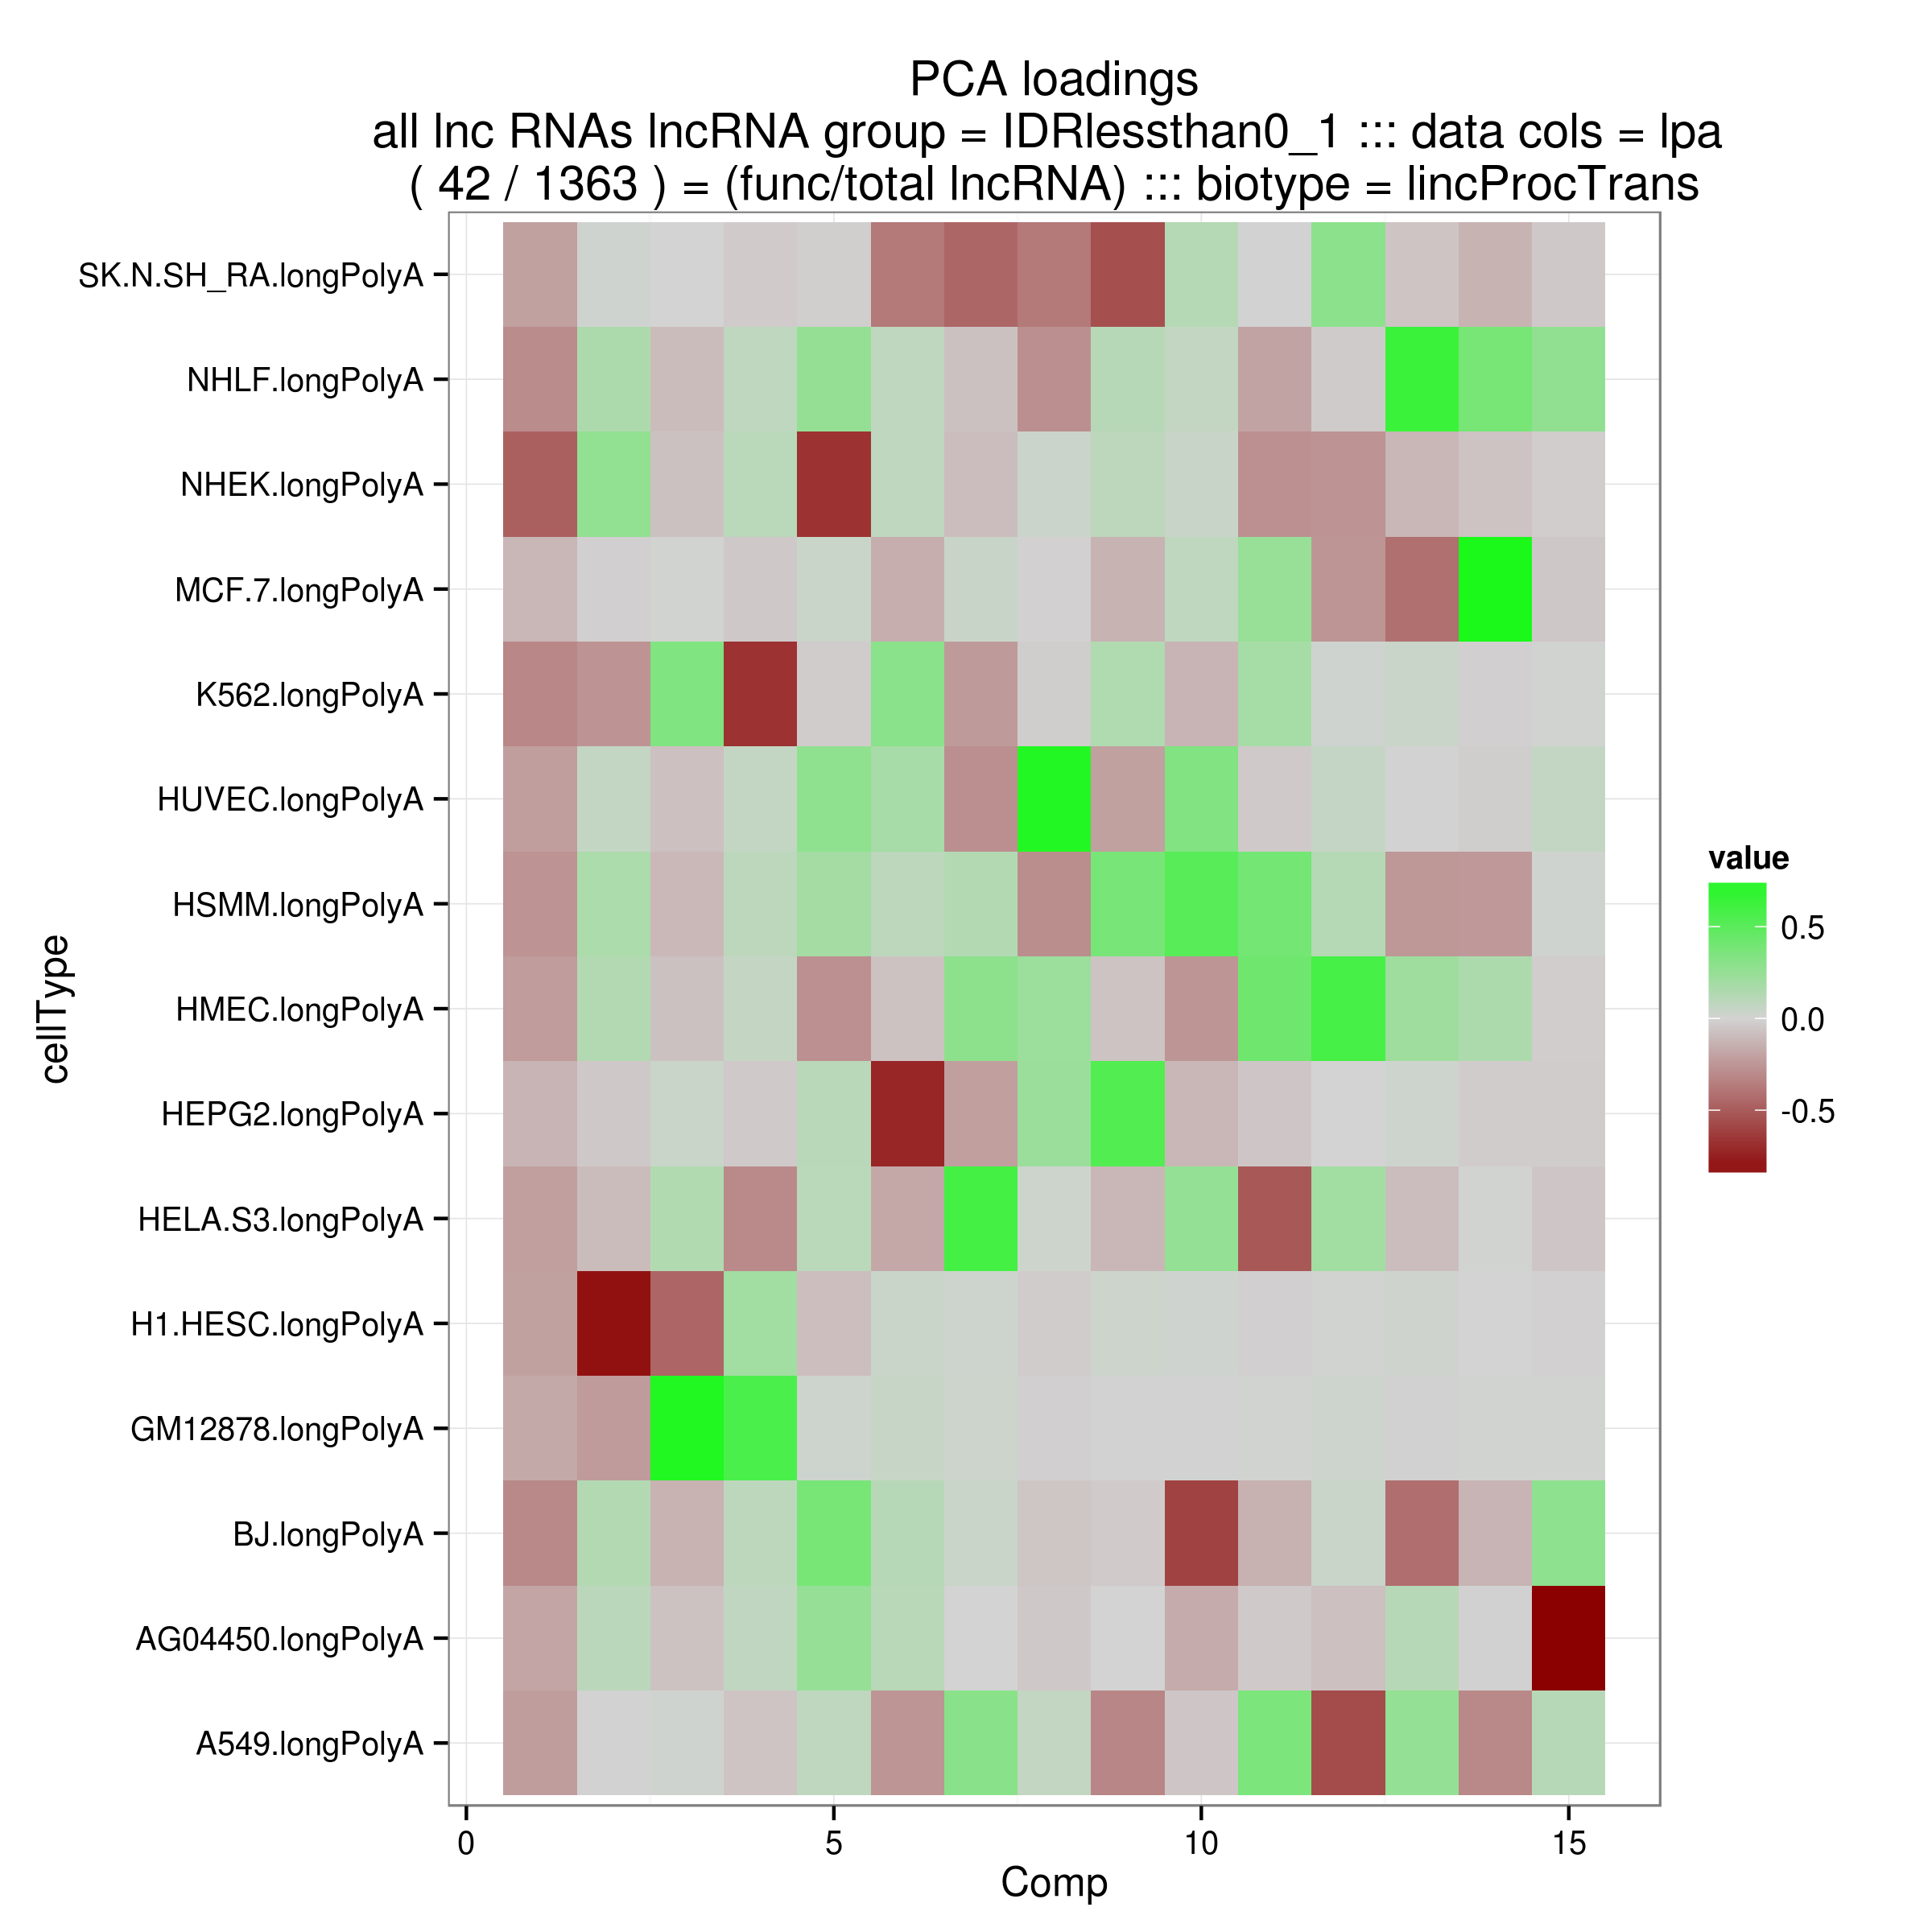 PCA loadings
all lnc RNAs lncRNA group = IDRlessthan0_1 ::: data cols = lpa
( 42 / 1363 ) = (func/total lncRNA) ::: biotype = lincProcTrans
cellType
SK.N.SH_RA.longPolyA
NHLF.longPolyA
NHEK.longPolyA
MCF.7.longPolyA
K562.longPolyA
HUVEC.longPolyA
HSMM.longPolyA
HMEC.longPolyA
HEPG2.longPolyA
HELA.S3.longPolyA
H1.HESC.longPolyA
GM12878.longPolyA
BJ.longPolyA
AG04450.longPolyA
A549.longPolyA
0 5 10 15
Comp
value
0.5
0.0
-0.5